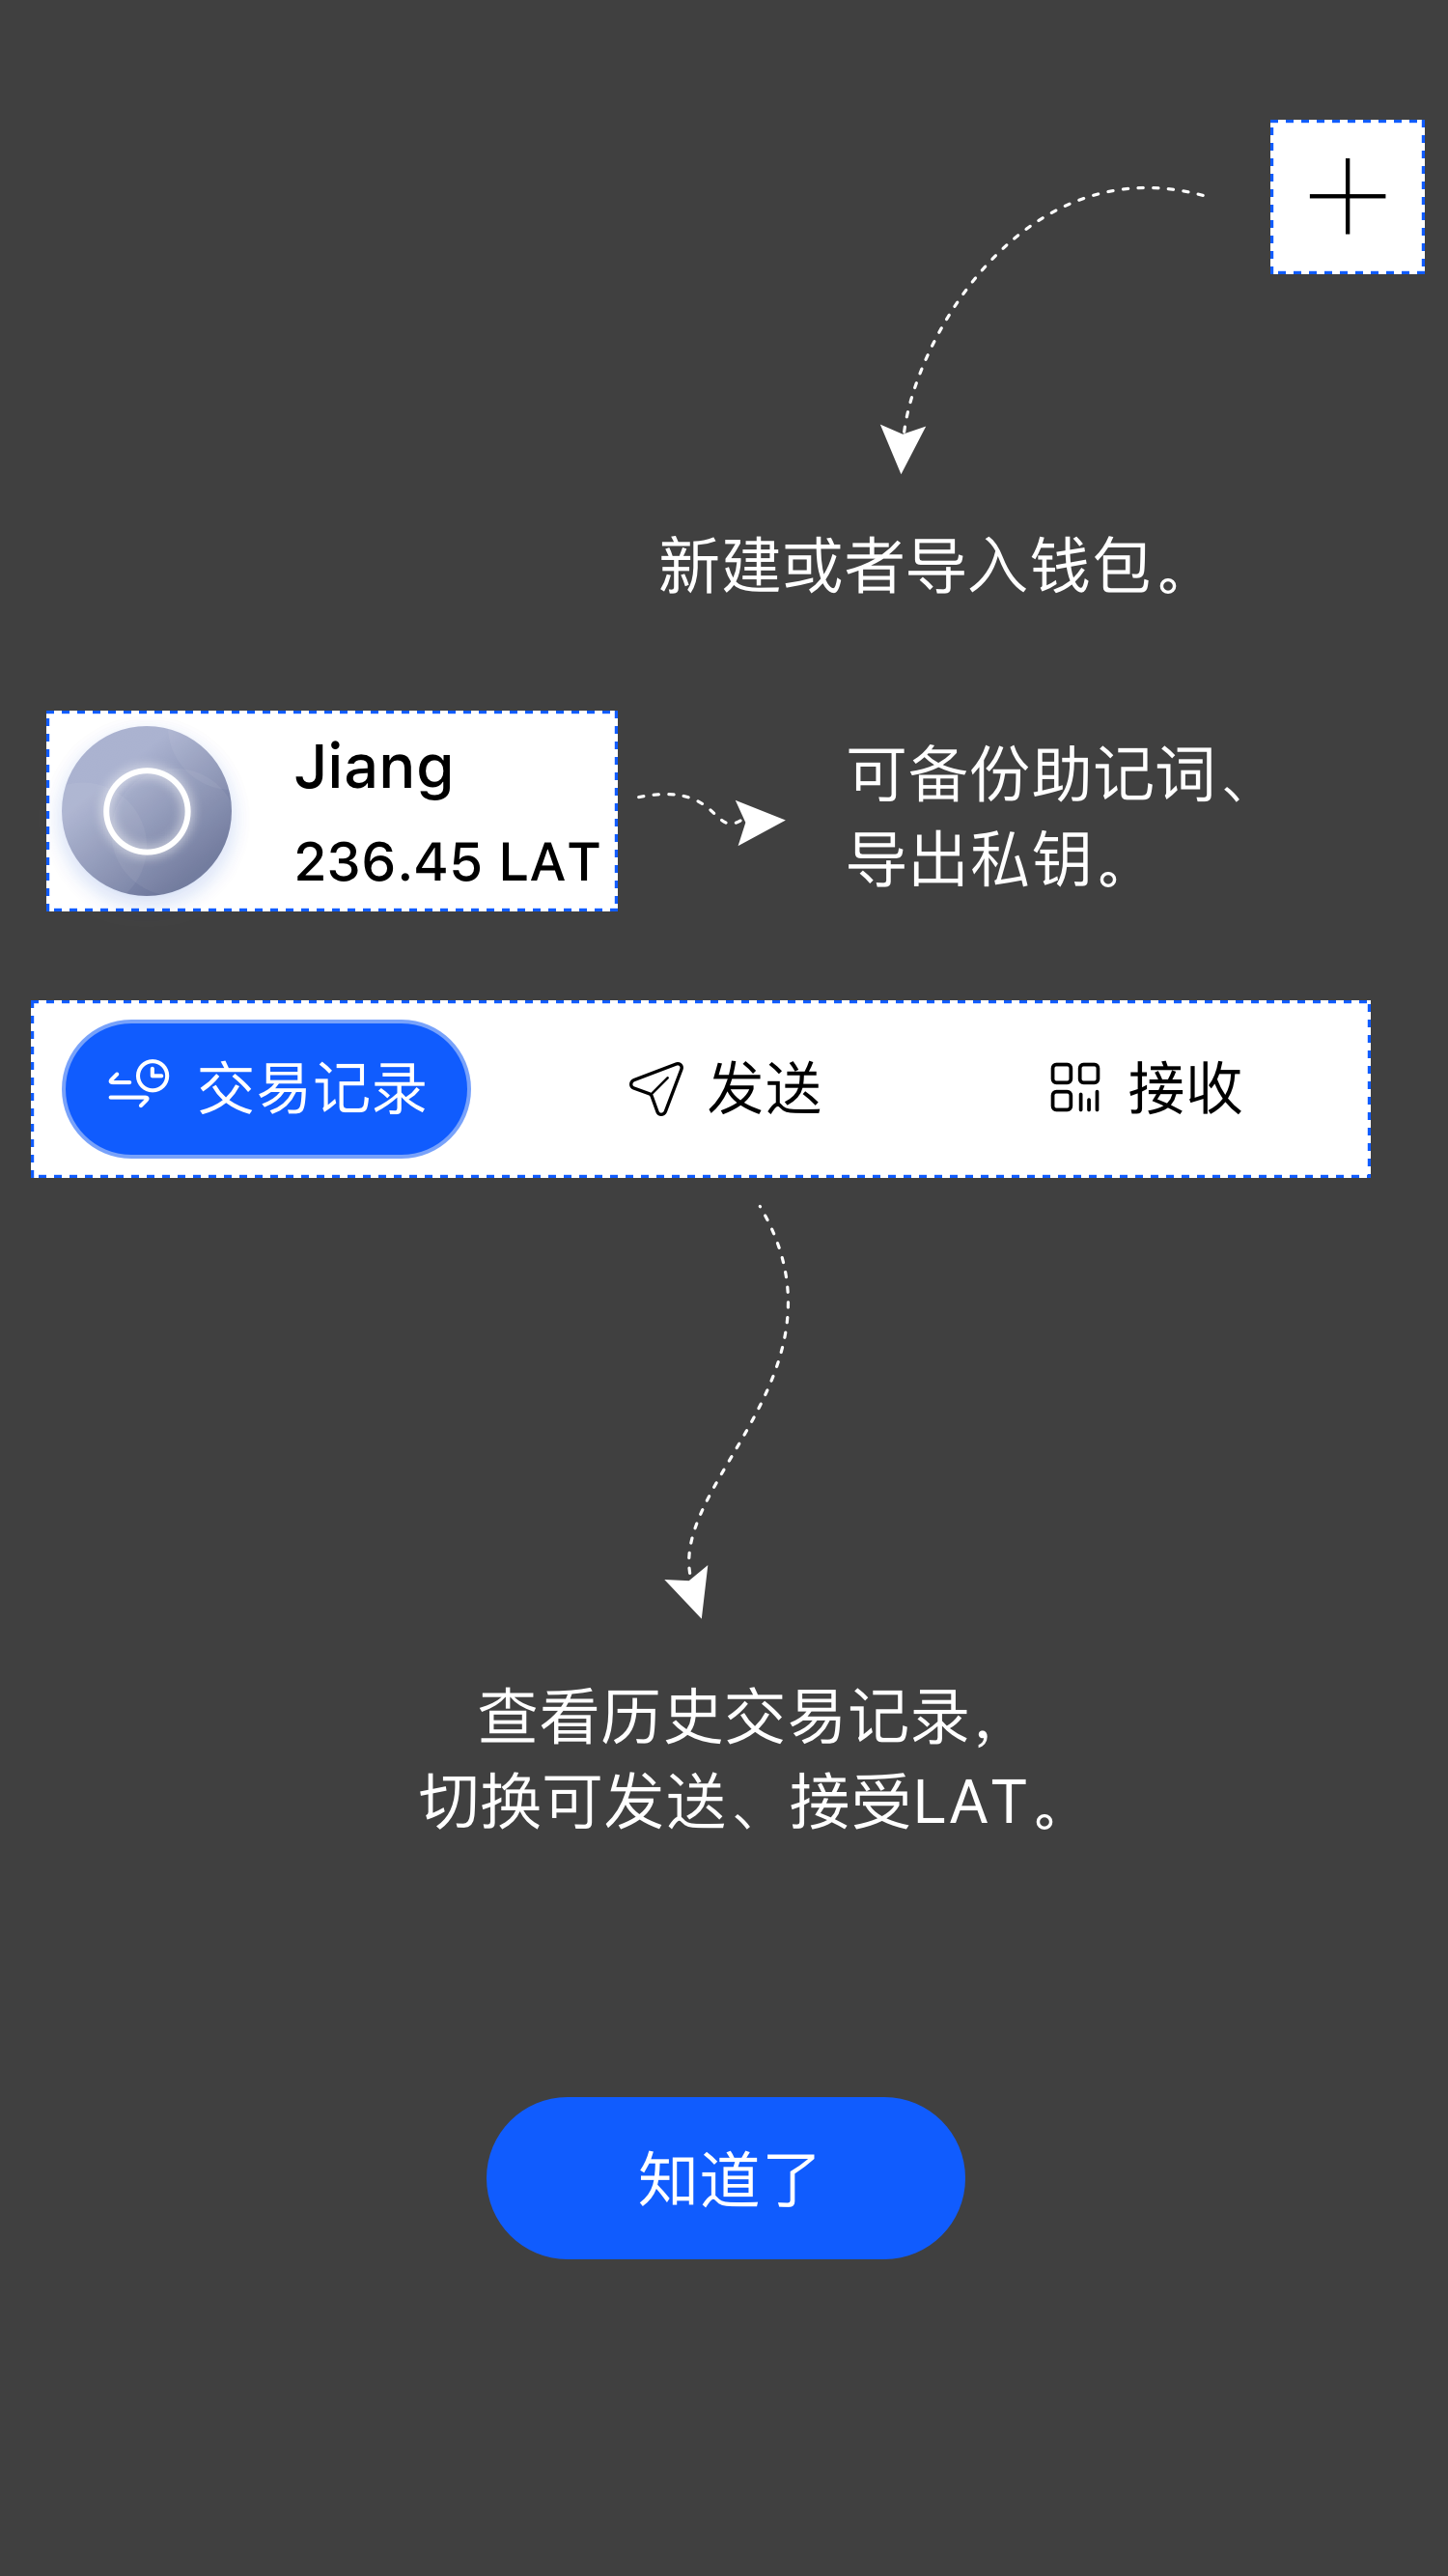 新建或者导入钱包。
Jiang
236.45 LAT
可备份助记词、
导出私钥。
交易记录
发送
接收
查看历史交易记录，
切换可发送、接受LAT。
知道了